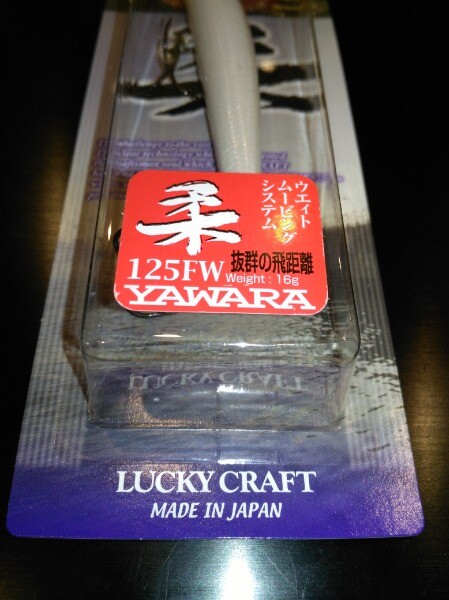 柔
ウエイト
ムービング
システム
125FW
抜群の飛距離
Weight : 16g
YAWARA
LUCKY CRAFT
MADE IN JAPAN